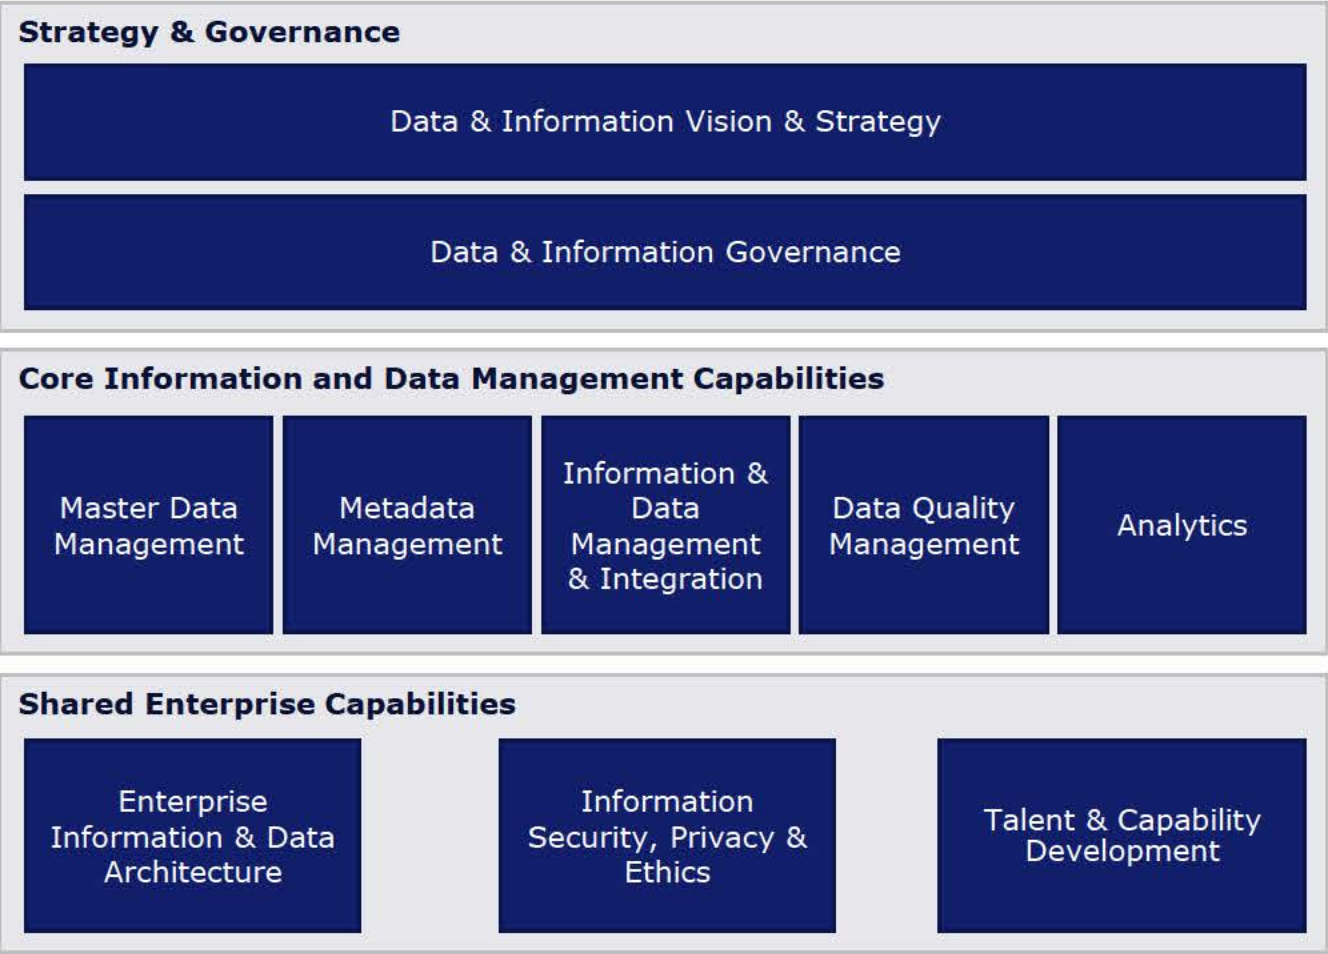 Strategy & Governance
Data & Information Vision & Strategy
Data & Information Governance
Core Information and Data Management Capabilities
Master Data
Management
Metadata
Management
Information &
Data
Management
& Integration
Data Quality
Management
Analytics
Shared Enterprise Capabilities
Enterprise
Information & Data
Architecture
Information
Security, Privacy &
Ethics
Talent & Capability
Development